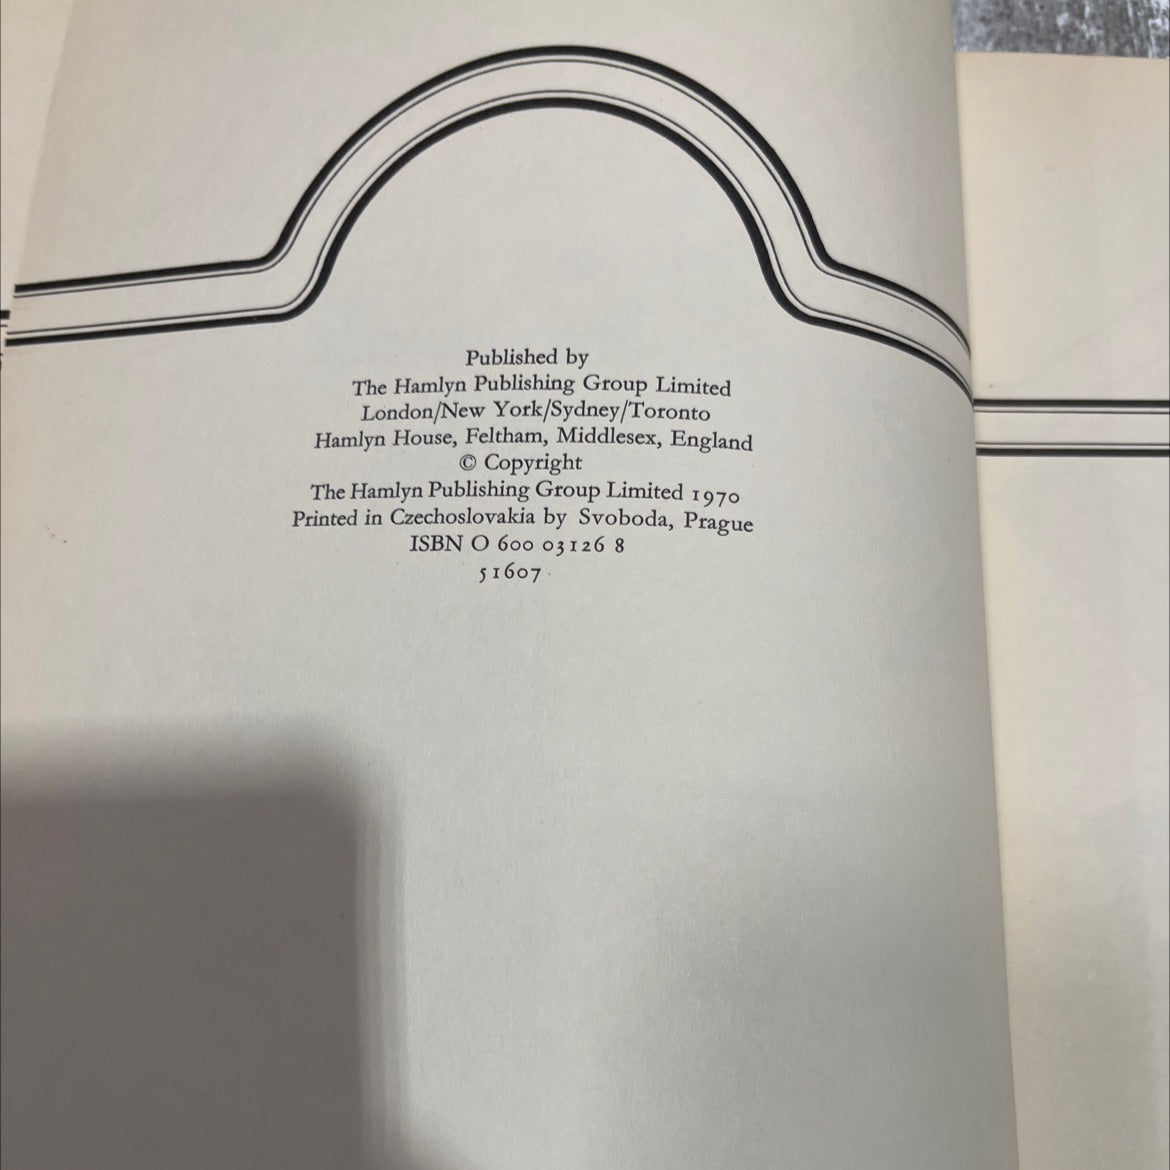 Published by
The Hamlyn Publishing Group Limited
London/New York/Sydney/Toronto
Hamlyn House, Feltham, Middlesex, England
© Copyright
The Hamlyn Publishing Group Limited 1970
Printed in Czechoslovakia by Svoboda, Prague
ISBN O 600 03126 8
51607